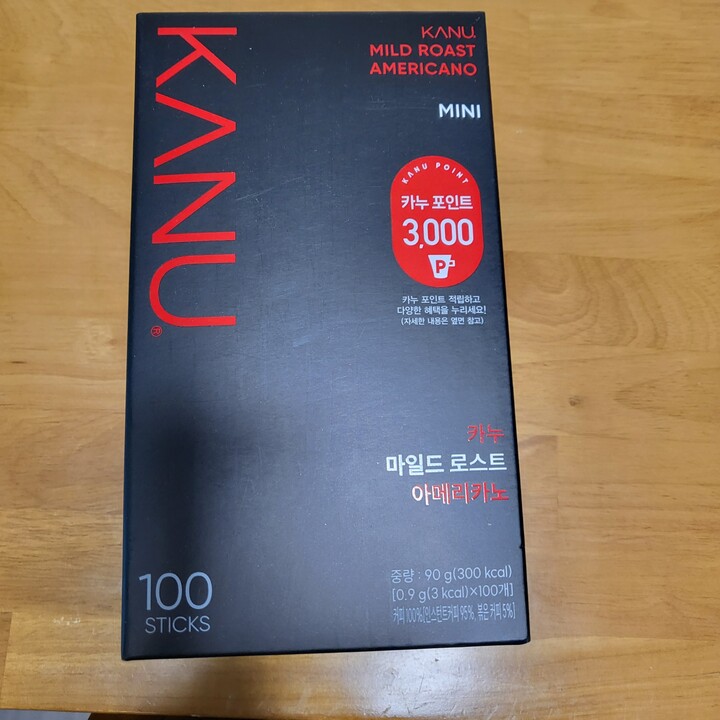 KANU®
KANU.
MILD ROAST
AMERICANO
MINI
KANU POINT
카누 포인트
3,000
P
카누 포인트 적립하고
다양한 혜택을 누리세요!
(자세한 내용은 옆면 참고)
카누
마일드 로스트
아메리카노
100
STICKS
중량 : 90 g(300 kcal)
[0.9 g(3 kcal)×100개]
커피 100%[인스턴트커피 95%, 볶은 커피 5%]